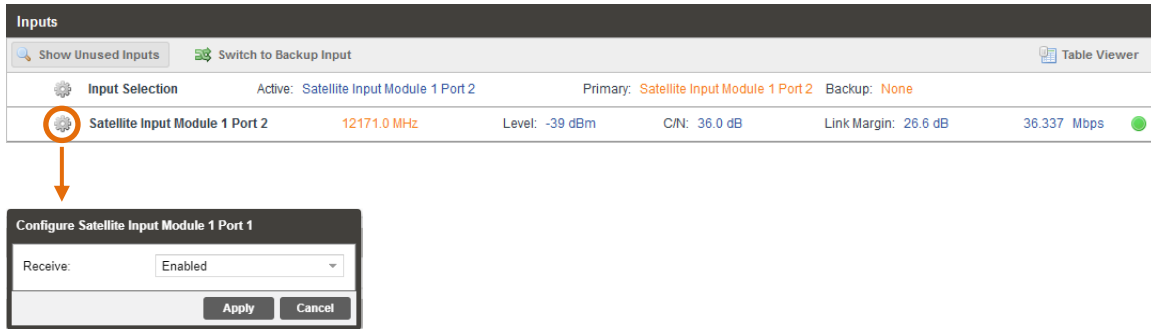 Inputs
Show Unused Inputs Switch to Backup Input Table Viewer
Input Selection Active: Satellite Input Module 1 Port 2 Primary: Satellite Input Module 1 Port 2 Backup: None
Satellite Input Module 1 Port 2 12171.0 MHz Level: -39 dBm C/N: 36.0 dB Link Margin: 26.6 dB 36.337 Mbps
Configure Satellite Input Module 1 Port 1
Receive: Enabled
Apply Cancel